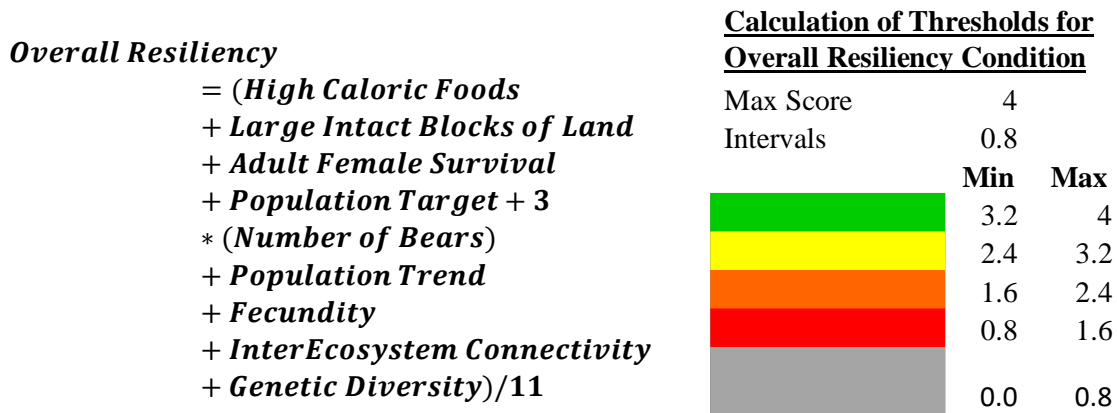 Overall Resiliency
= (High Caloric Foods
+ Large Intact Blocks of Land
+ Adult Female Survival
+ Population Target + 3
* (Number of Bears)
+ Population Trend
+ Fecundity
+ InterEcosystem Connectivity
+ Genetic Diversity)/11
Calculation of Thresholds for
Overall Resiliency Condition
Max Score 4
Intervals 0.8
Min Max
3.2 4
2.4 3.2
1.6 2.4
0.8 1.6
0.0 0.8